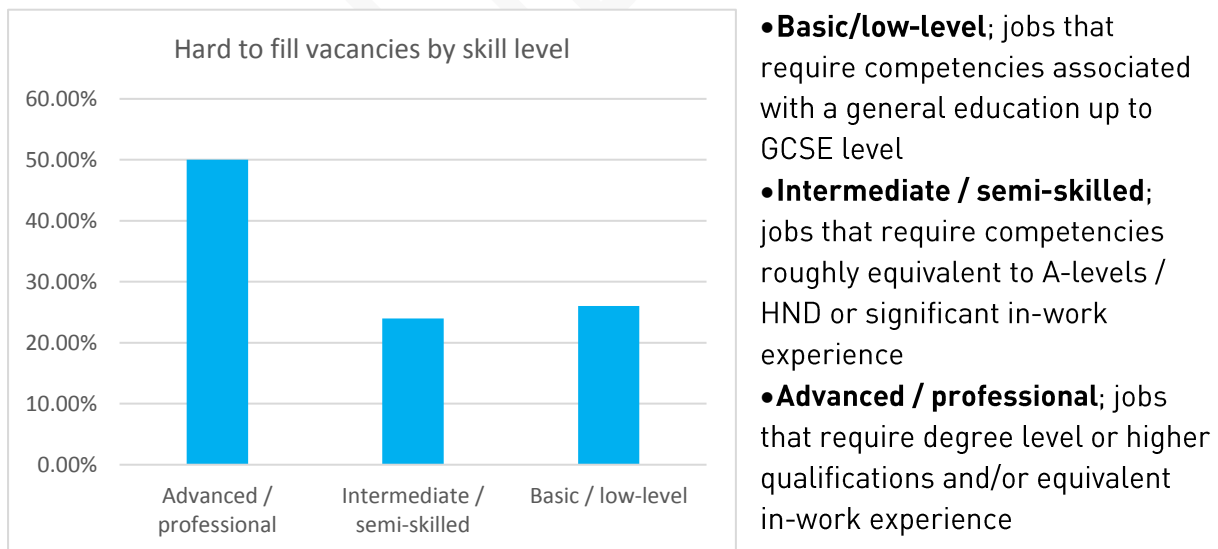 Hard to fill vacancies by skill level
60.00%
50.00%
40.00%
30.00%
20.00%
10.00%
0.00%
Advanced /
professional
Intermediate /
semi-skilled
Basic / low-level
•Basic/low-level; jobs that
require competencies associated
with a general education up to
GCSE level
•Intermediate / semi-skilled;
jobs that require competencies
roughly equivalent to A-levels /
HND or significant in-work
experience
•Advanced / professional; jobs
that require degree level or higher
qualifications and/or equivalent
in-work experience